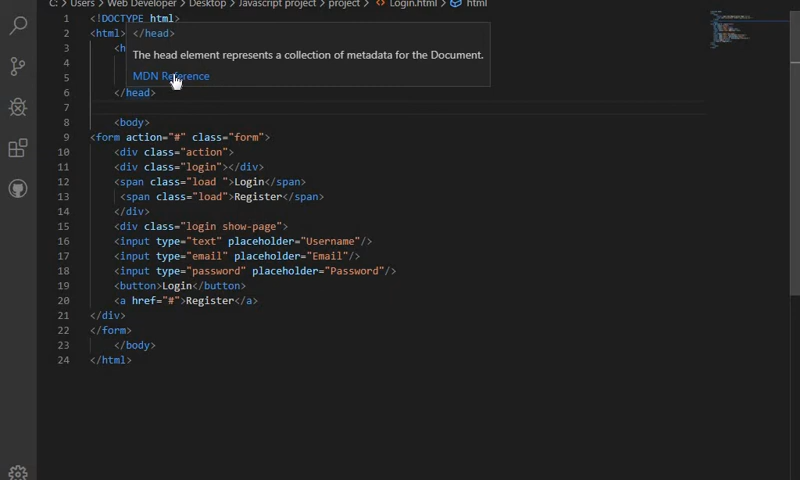 C: > Users > Web Developer > Desktop > Javascript project > project > <> Login.html > html
1 <!DOCTYPE html>
2 <html>
</head>
The head element represents a collection of metadata for the Document.
MDN Reference
3 <h
4
5
6 </head>
7
8 <body>
9 <form action="#" class="form">
10 <div class="action">
11 <div class="login"></div>
12 <span class="load ">Login</span>
13 <span class="load">Register</span>
14 </div>
15 <div class="login show-page">
16 <input type="text" placeholder="Username"/>
17 <input type="email" placeholder="Email"/>
18 <input type="password" placeholder="Password"/>
19 <button>Login</button>
20 <a href="#">Register</a>
21 </div>
22 </form>
23 </body>
24 </html>